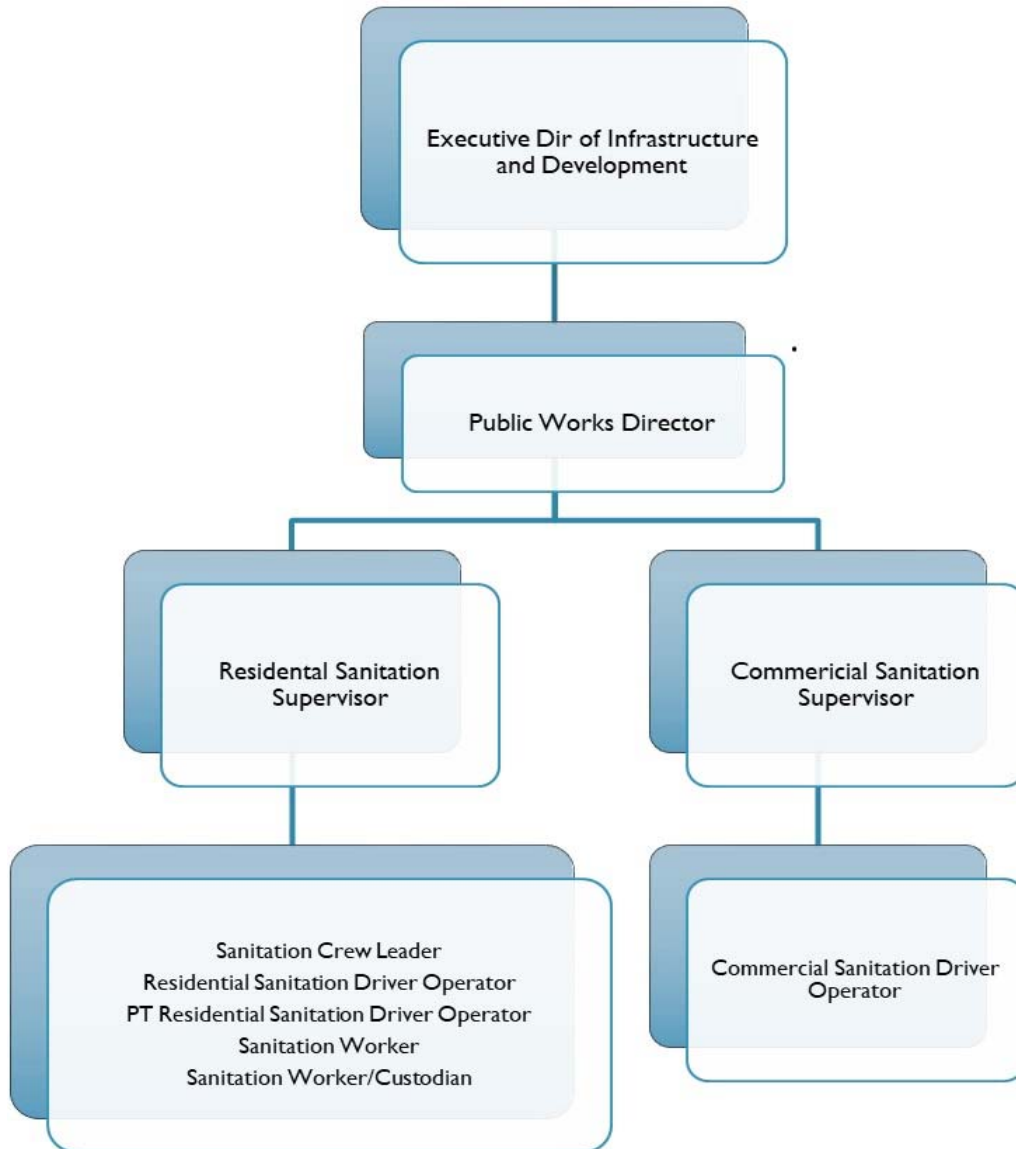 Executive Dir of Infrastructure
and Development
Public Works Director
Residental Sanitation
Supervisor
Commericial Sanitation
Supervisor
Sanitation Crew Leader
Residential Sanitation Driver Operator
PT Residential Sanitation Driver Operator
Sanitation Worker
Sanitation Worker/Custodian
Commercial Sanitation Driver
Operator